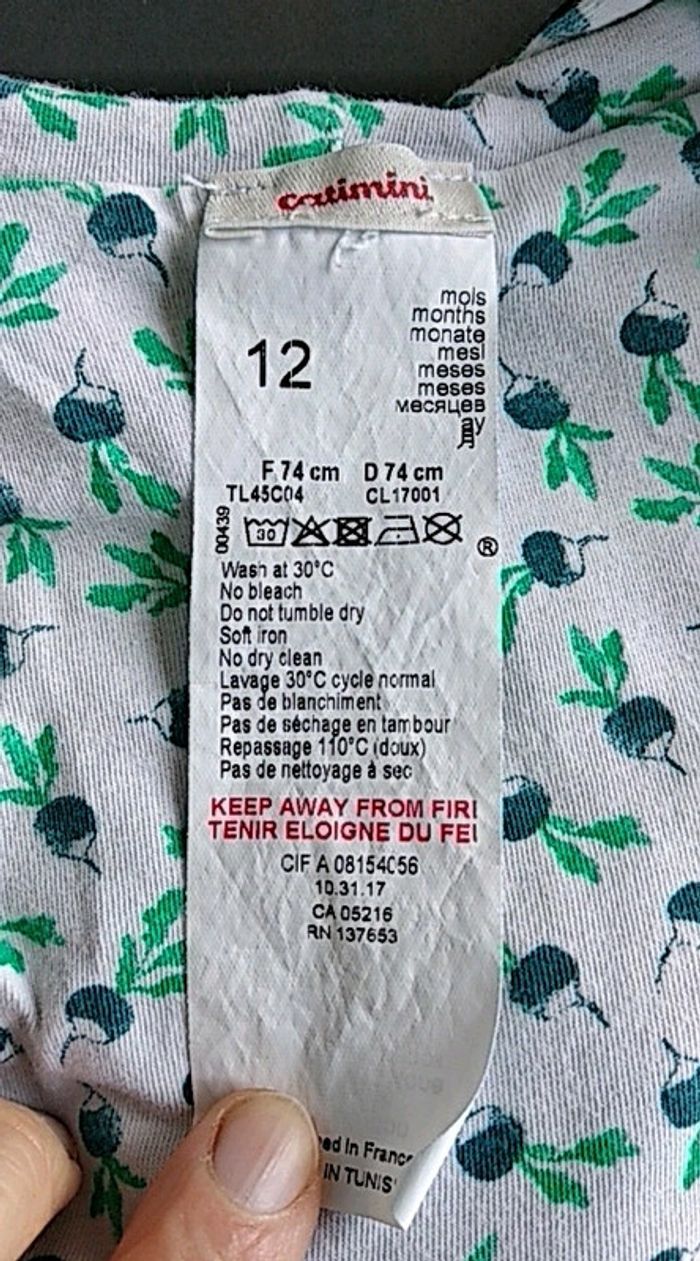 catimini
12
mois
months
monate
mesi
meses
meses
месяцев
F 74 cm D 74 cm
TL45C04 CL17001
00439
30
®
Wash at 30°C
No bleach
Do not tumble dry
Soft iron
No dry clean
Lavage 30°C cycle normal
Pas de blanchiment
Pas de séchage en tambour
Repassage 110°C (doux)
Pas de nettoyage à sec
KEEP AWAY FROM FIR
TENIR ELOIGNE DU FE
CIF A 08154056
10.31.17
CA 05216
RN 137653
ed In Franc
IN TUNIS